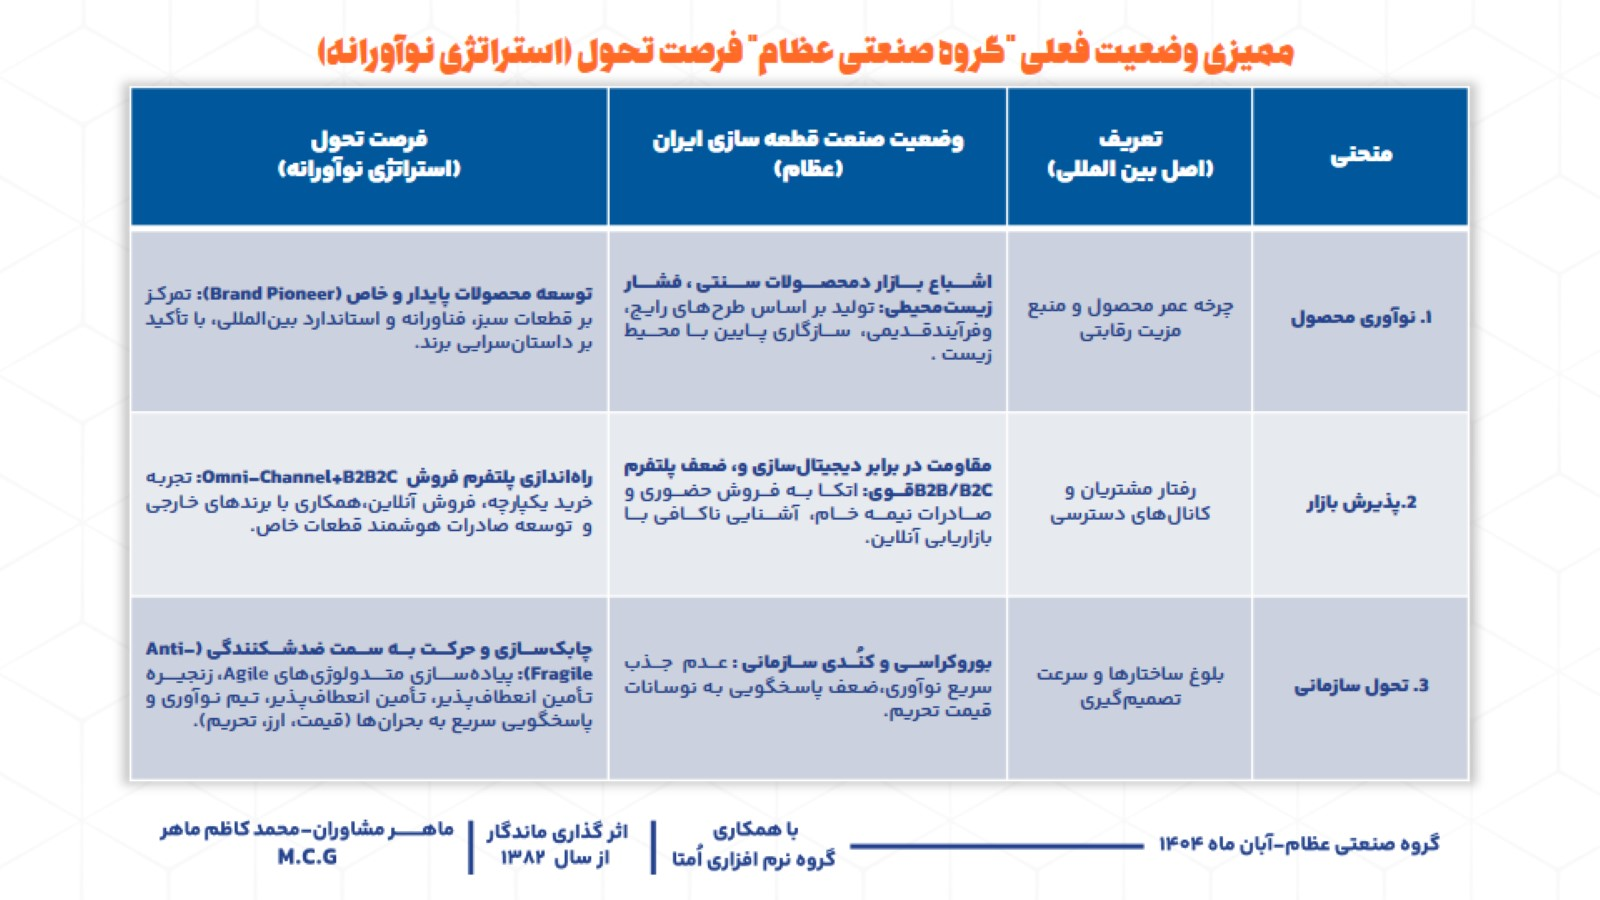 ممیزی وضعیت فعلی "گروه صنعتی عظام" فرصت تحول (استراتژی نوآورانه)
منحنی
تعریف
(اصل بین المللی)
وضعیت صنعت قطعه سازی ایران
(عظام)
فرصت تحول
(استراتژی نوآورانه)
۱. نوآوری محصول
چرخه عمر محصول و منبع
مزیت رقابتی
اشباع بازار دمحصولات سنتی ، فشار
زیست‌محیطی: تولید بر اساس طرح‌های رایج،
وفرآیندقدیمی، سازگاری پایین با محیط
زیست .
توسعه محصولات پایدار و خاص (Brand Pioneer): تمرکز
بر قطعات سبز، فناورانه و استاندارد بین‌المللی، با تأکید
بر داستان‌سرایی برند.
2.پذیرش بازار
رفتار مشتریان و
کانال‌های دسترسی
مقاومت در برابر دیجیتال‌سازی و، ضعف پلتفرم
B2B/B2Cقوی: اتکا به فروش حضوری و
صادرات نیمه خام، آشنایی ناکافی با
بازاریابی آنلاین.
راه‌اندازی پلتفرم فروش Omni-Channel+B2B2C: تجربه
خرید یکپارچه، فروش آنلاین،همکاری با برندهای خارجی
و توسعه صادرات هوشمند قطعات خاص.
3. تحول سازمانی
بلوغ ساختارها و سرعت
تصمیم‌گیری
بوروکراسی و کُندی سازمانی : عدم جذب
سریع نوآوری،ضعف پاسخگویی به نوسانات
قیمت تحریم.
چابک‌سازی و حرکت به سمت ضدشکنندگی (Anti-
Fragile): پیاده‌سازی متدولوژی‌های Agile، زنجیره
تأمین انعطاف‌پذیر، تأمین انعطاف‌پذیر، تیم نوآوری و
پاسخگویی سریع به بحران‌ها (قیمت، ارز، تحریم).
گروه صنعتی عظام-آبان ماه ۱۴۰۴
با همکاری
گروه نرم افزاری اُمتا
اثر گذاری ماندگار
از سال ۱۳۸۲
ماهر مشاوران-محمد کاظم ماهر
M.C.G